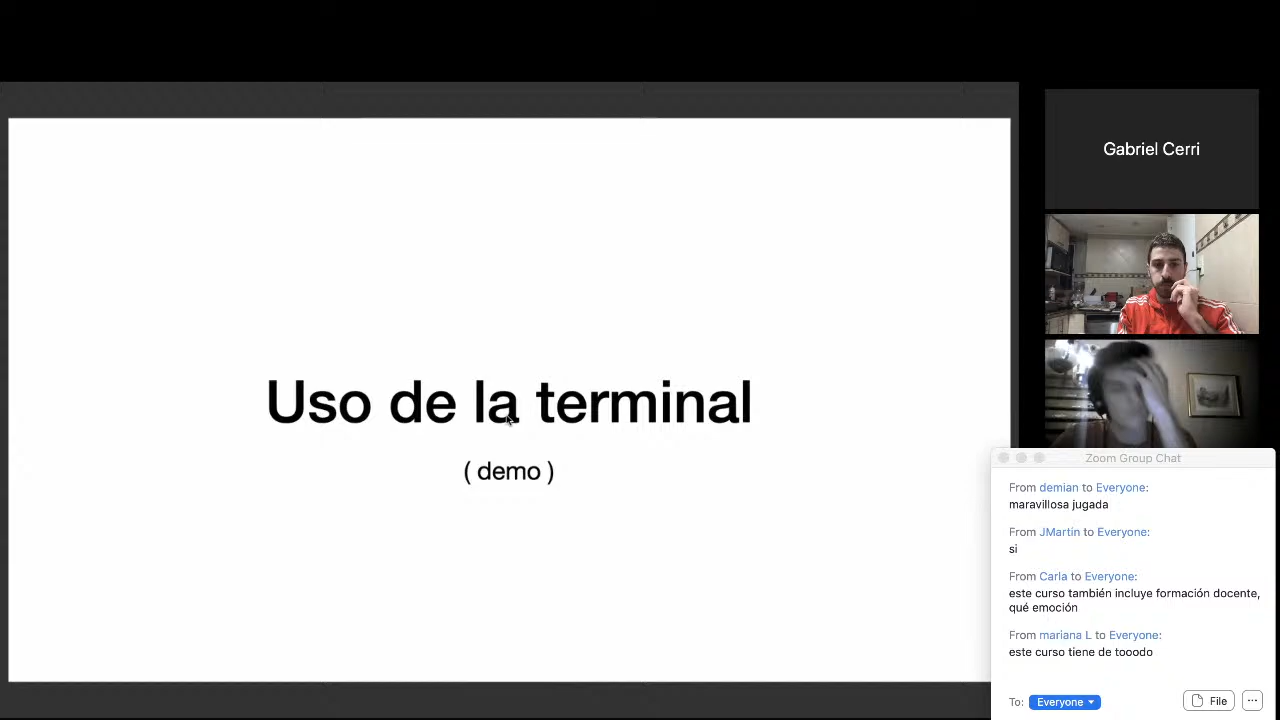 Uso de la terminal
( demo )
Gabriel Cerri
Zoom Group Chat
From demian to Everyone:
maravillosa jugada
From JMartin to Everyone:
si
From Carla to Everyone:
este curso también incluye formación docente,
qué emoción
From mariana L to Everyone:
este curso tiene de tooodo
To: Everyone
File